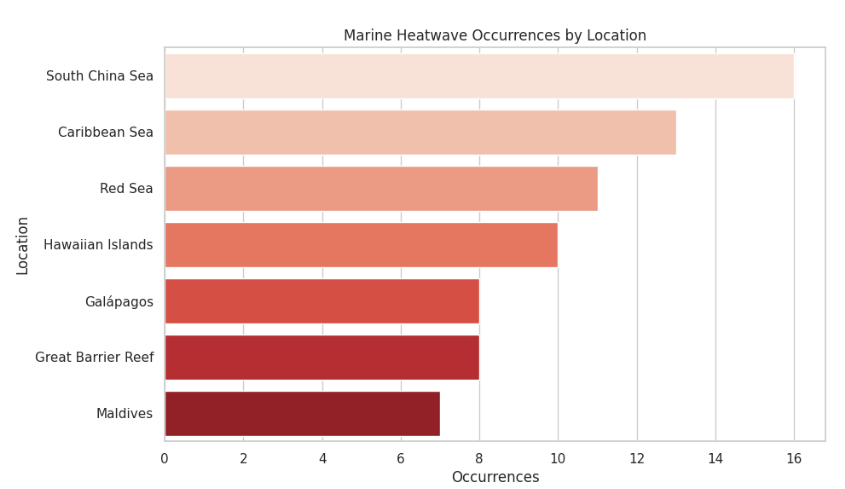 Marine Heatwave Occurrences by Location
South China Sea
Caribbean Sea
Red Sea
Hawaiian Islands
Galápagos
Great Barrier Reef
Maldives
Location
0 2 4 6 8 10 12 14 16
Occurrences